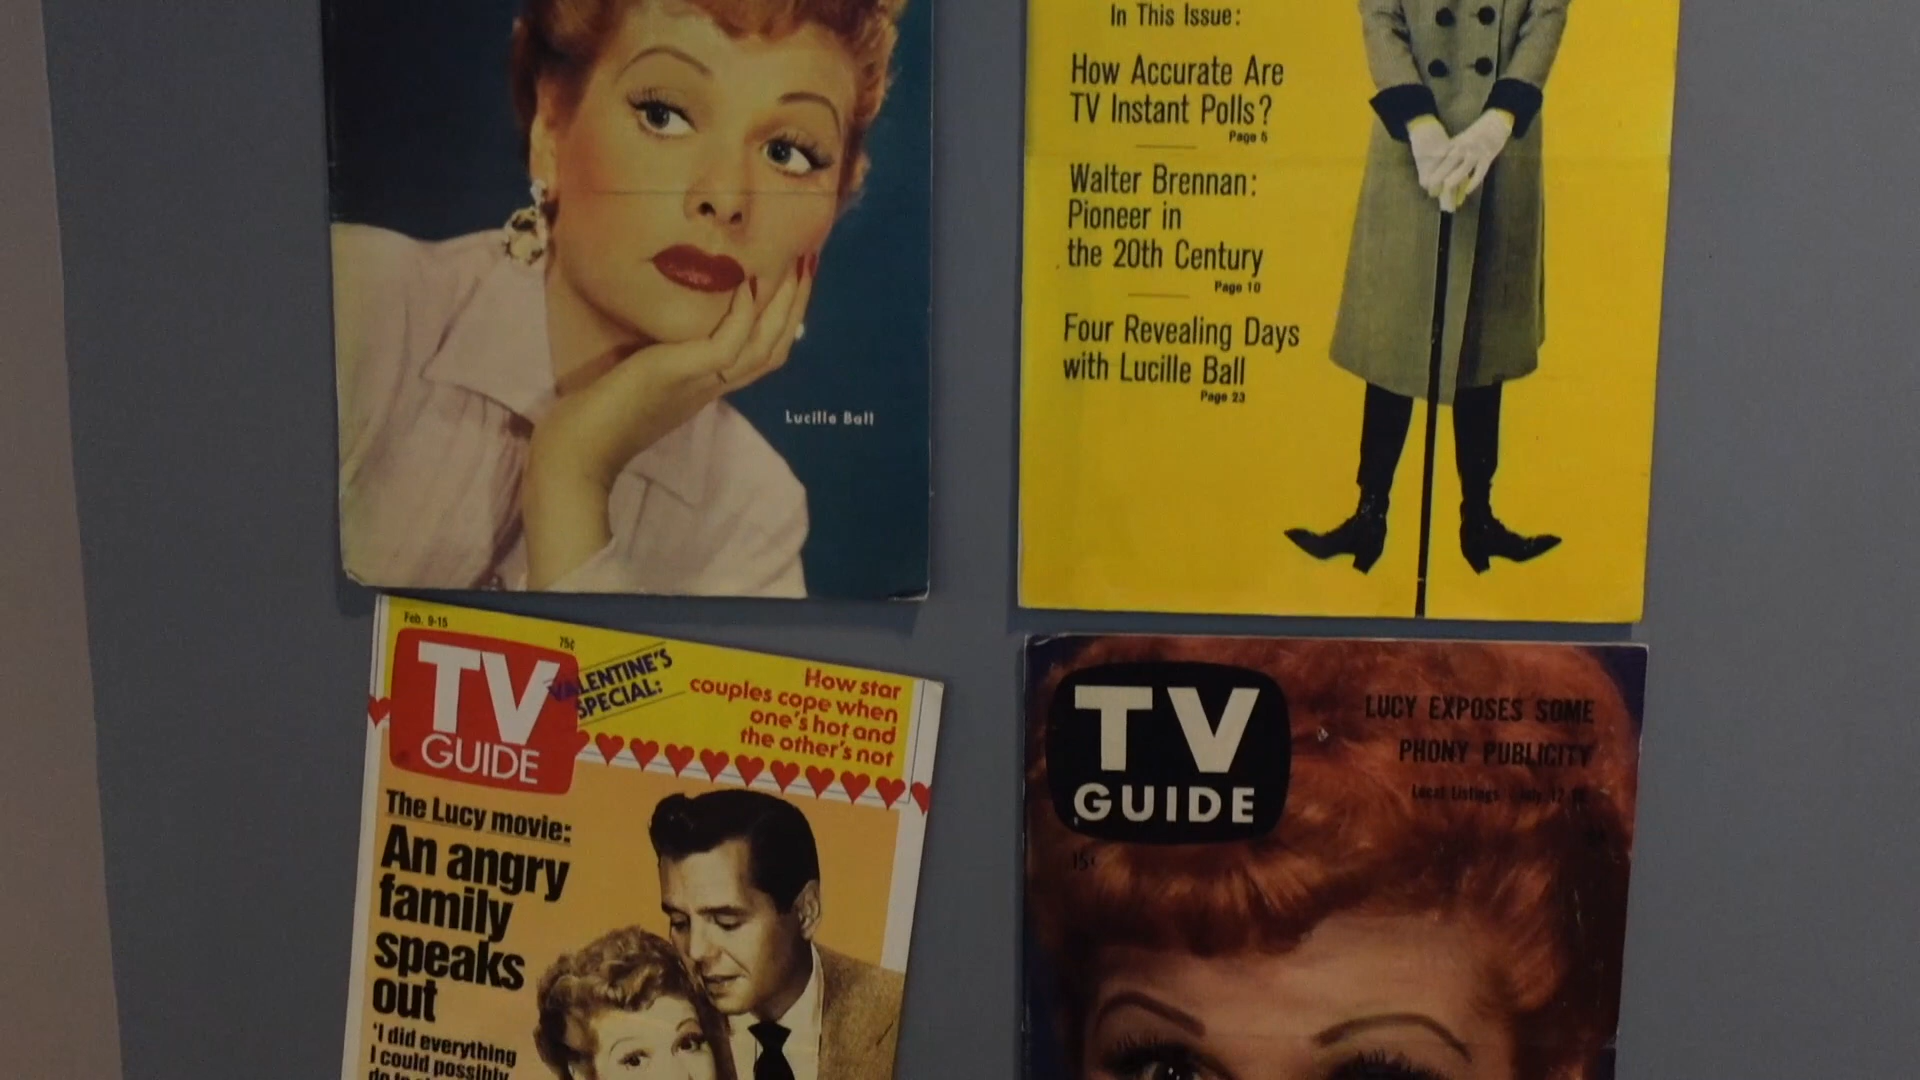 Lucille Ball
In This Issue:
How Accurate Are
TV Instant Polls?
Page 5
Walter Brennan:
Pioneer in
the 20th Century
Page 10
Four Revealing Days
with Lucille Ball
Page 23
Feb. 9-15
75¢
TV
GUIDE
VALENTINE'S
SPECIAL:
How star
couples cope when
one's hot and
the other's not
The Lucy movie:
An angry
family
speaks
out
'I did everything
I could possibly
TV
GUIDE
15¢
LUCY EXPOSES SOME
PHONY PUBLICITY
Local Listings July